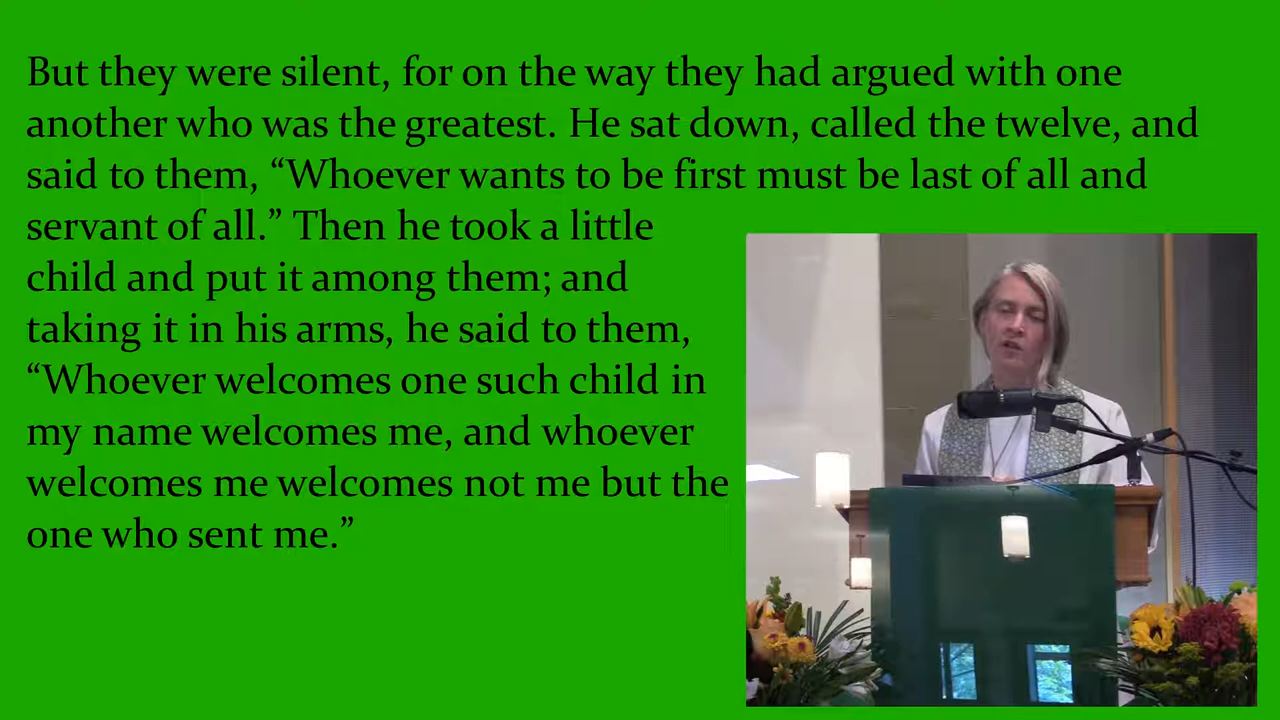 But they were silent, for on the way they had argued with one
another who was the greatest. He sat down, called the twelve, and
said to them, “Whoever wants to be first must be last of all and
servant of all.” Then he took a little
child and put it among them; and
taking it in his arms, he said to them,
“Whoever welcomes one such child in
my name welcomes me, and whoever
welcomes me welcomes not me but the
one who sent me.”